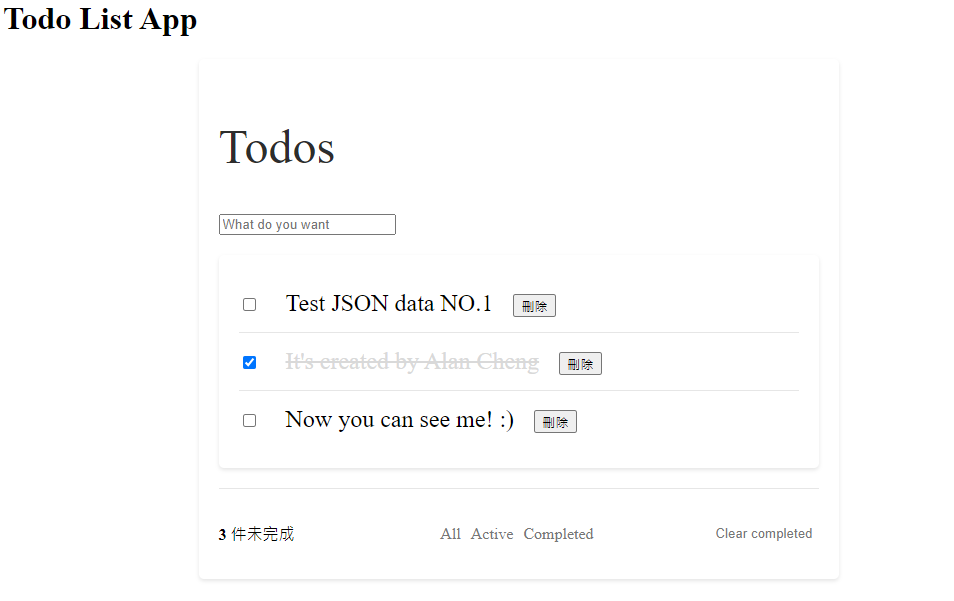 Todo List App
Todos
What do you want
Test JSON data NO.1 刪除
It's created by Alan Cheng 刪除
Now you can see me! :) 刪除
3 件未完成 All Active Completed Clear completed